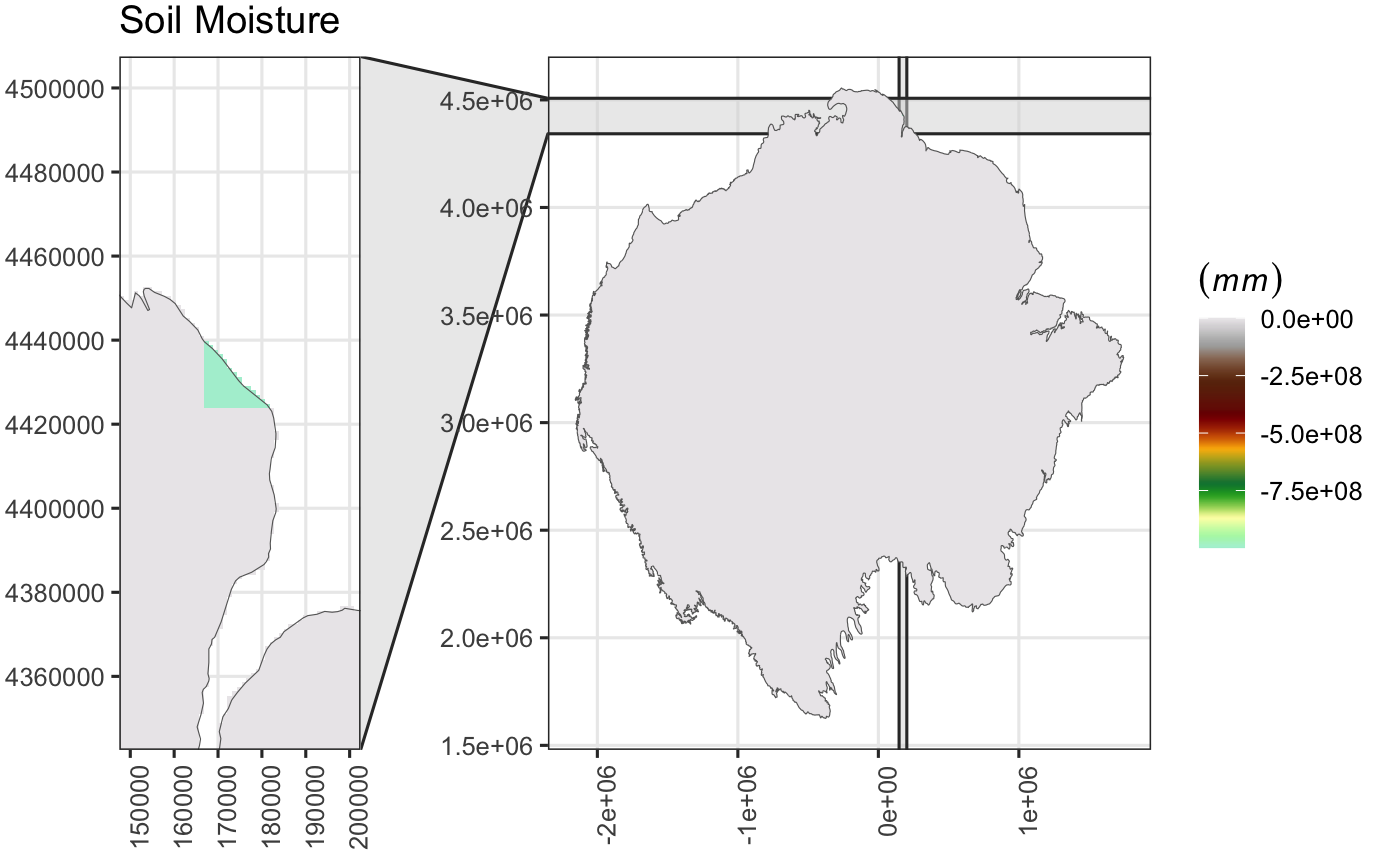 Soil Moisture
4500000
4480000
4460000
4440000
4420000
4400000
4380000
4360000
150000
160000
170000
180000
190000
200000
4.5e+06
4.0e+06
3.5e+06
3.0e+06
2.5e+06
2.0e+06
1.5e+06
-2e+06
-1e+06
0e+00
1e+06
(mm)
0.0e+00
-2.5e+08
-5.0e+08
-7.5e+08